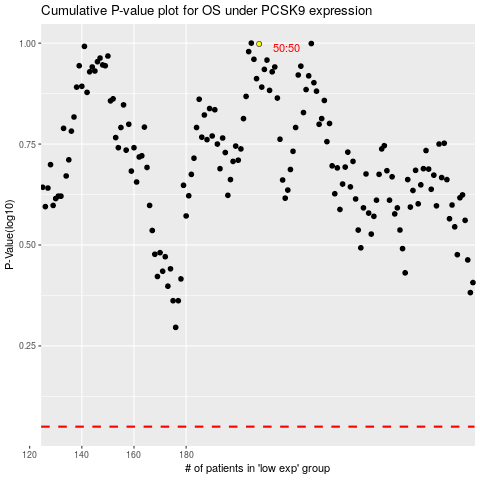 Cumulative P-value plot for OS under PCSK9 expression
P-Value(log10)
1.00
0.75
0.50
0.25
50:50
120 140 160 180
# of patients in 'low exp' group